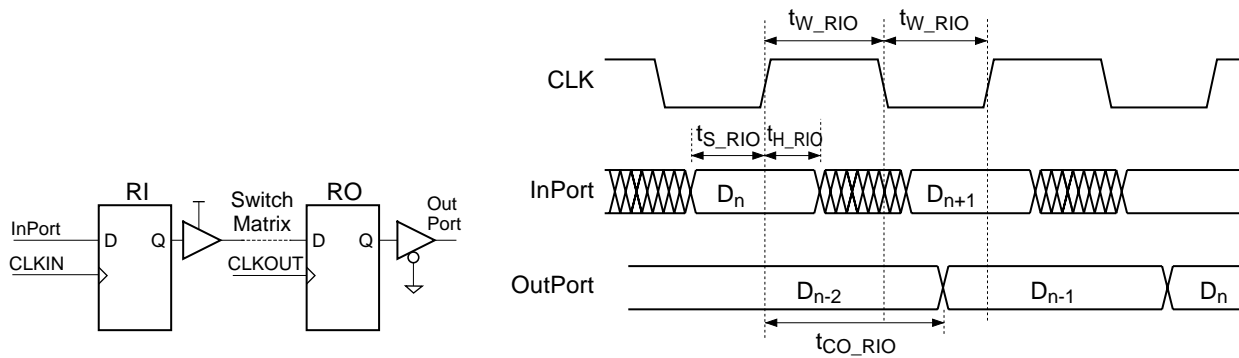 RI
InPort
D
Q
CLKIN
Switch
Matrix
RO
D
Q
CLKOUT
Out
Port
tW_RIO
tW_RIO
CLK
tS_RIO
tH_RIO
InPort
Dn
Dn+1
OutPort
Dn-2
Dn-1
Dn
tCO_RIO